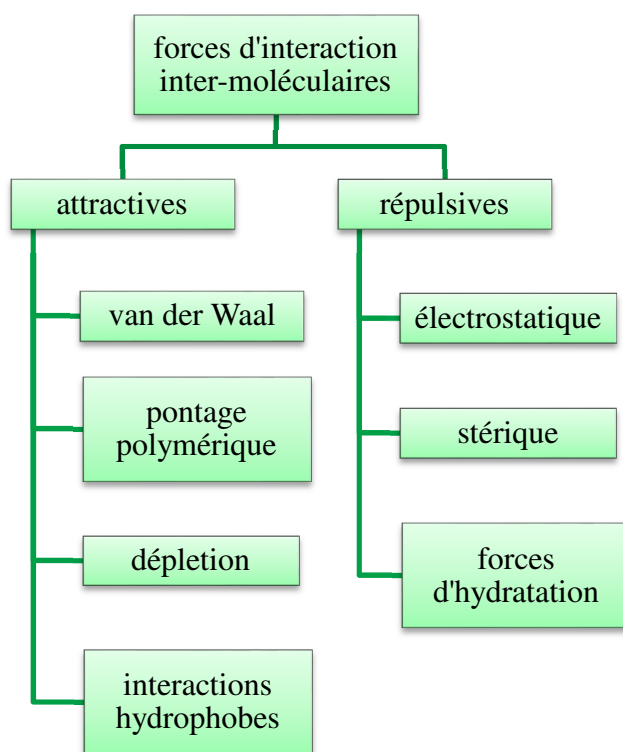 forces d'interaction
inter-moléculaires
attractives
répulsives
van der Waal
électrostatique
pontage
polymérique
stérique
dépletion
forces
d'hydratation
interactions
hydrophobes